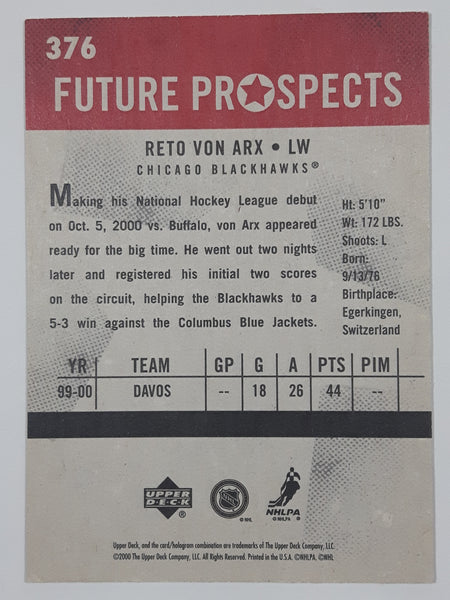 376
FUTURE PROSPECTS
RETO VON ARX • LW
CHICAGO BLACKHAWKS®
Making his National Hockey League debut
on Oct. 5, 2000 vs. Buffalo, von Arx appeared
ready for the big time. He went out two nights
later and registered his initial two scores
on the circuit, helping the Blackhawks to a
5-3 win against the Columbus Blue Jackets.
Ht: 5'10"
Wt: 172 LBS.
Shoots: L
Born:
9/13/76
Birthplace:
Egerkingen,
Switzerland
YR TEAM GP G A PTS PIM
99-00 DAVOS -- 18 26 44 --
UPPER DECK
NHL
© NHL
NHLPA
© NHLPA
Upper Deck, and the card/hologram combination are trademarks of The Upper Deck Company, LLC.
©2000 The Upper Deck Company, LLC. All Rights Reserved. Printed in the U.S.A. ©NHLPA, ©NHL